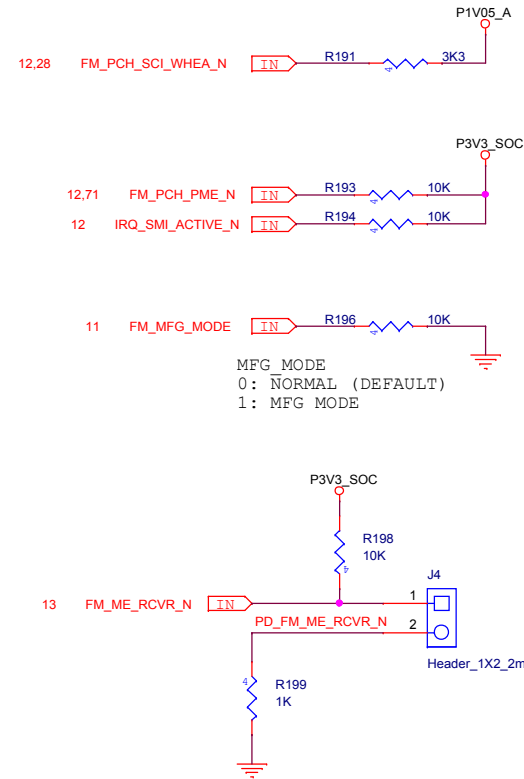 P1V05_A
12,28 FM_PCH_SCI_WHEA_N IN R191 4 3K3
P3V3_SOC
12,71 FM_PCH_PME_N IN R193 4 10K
12 IRQ_SMI_ACTIVE_N IN R194 4 10K
11 FM_MFG_MODE IN R196 4 10K
MFG_MODE
0: NORMAL (DEFAULT)
1: MFG MODE
P3V3_SOC
R198
10K
4
J4
13 FM_ME_RCVR_N IN 1
PD_FM_ME_RCVR_N 2
Header_1X2_2m
4 R199
1K